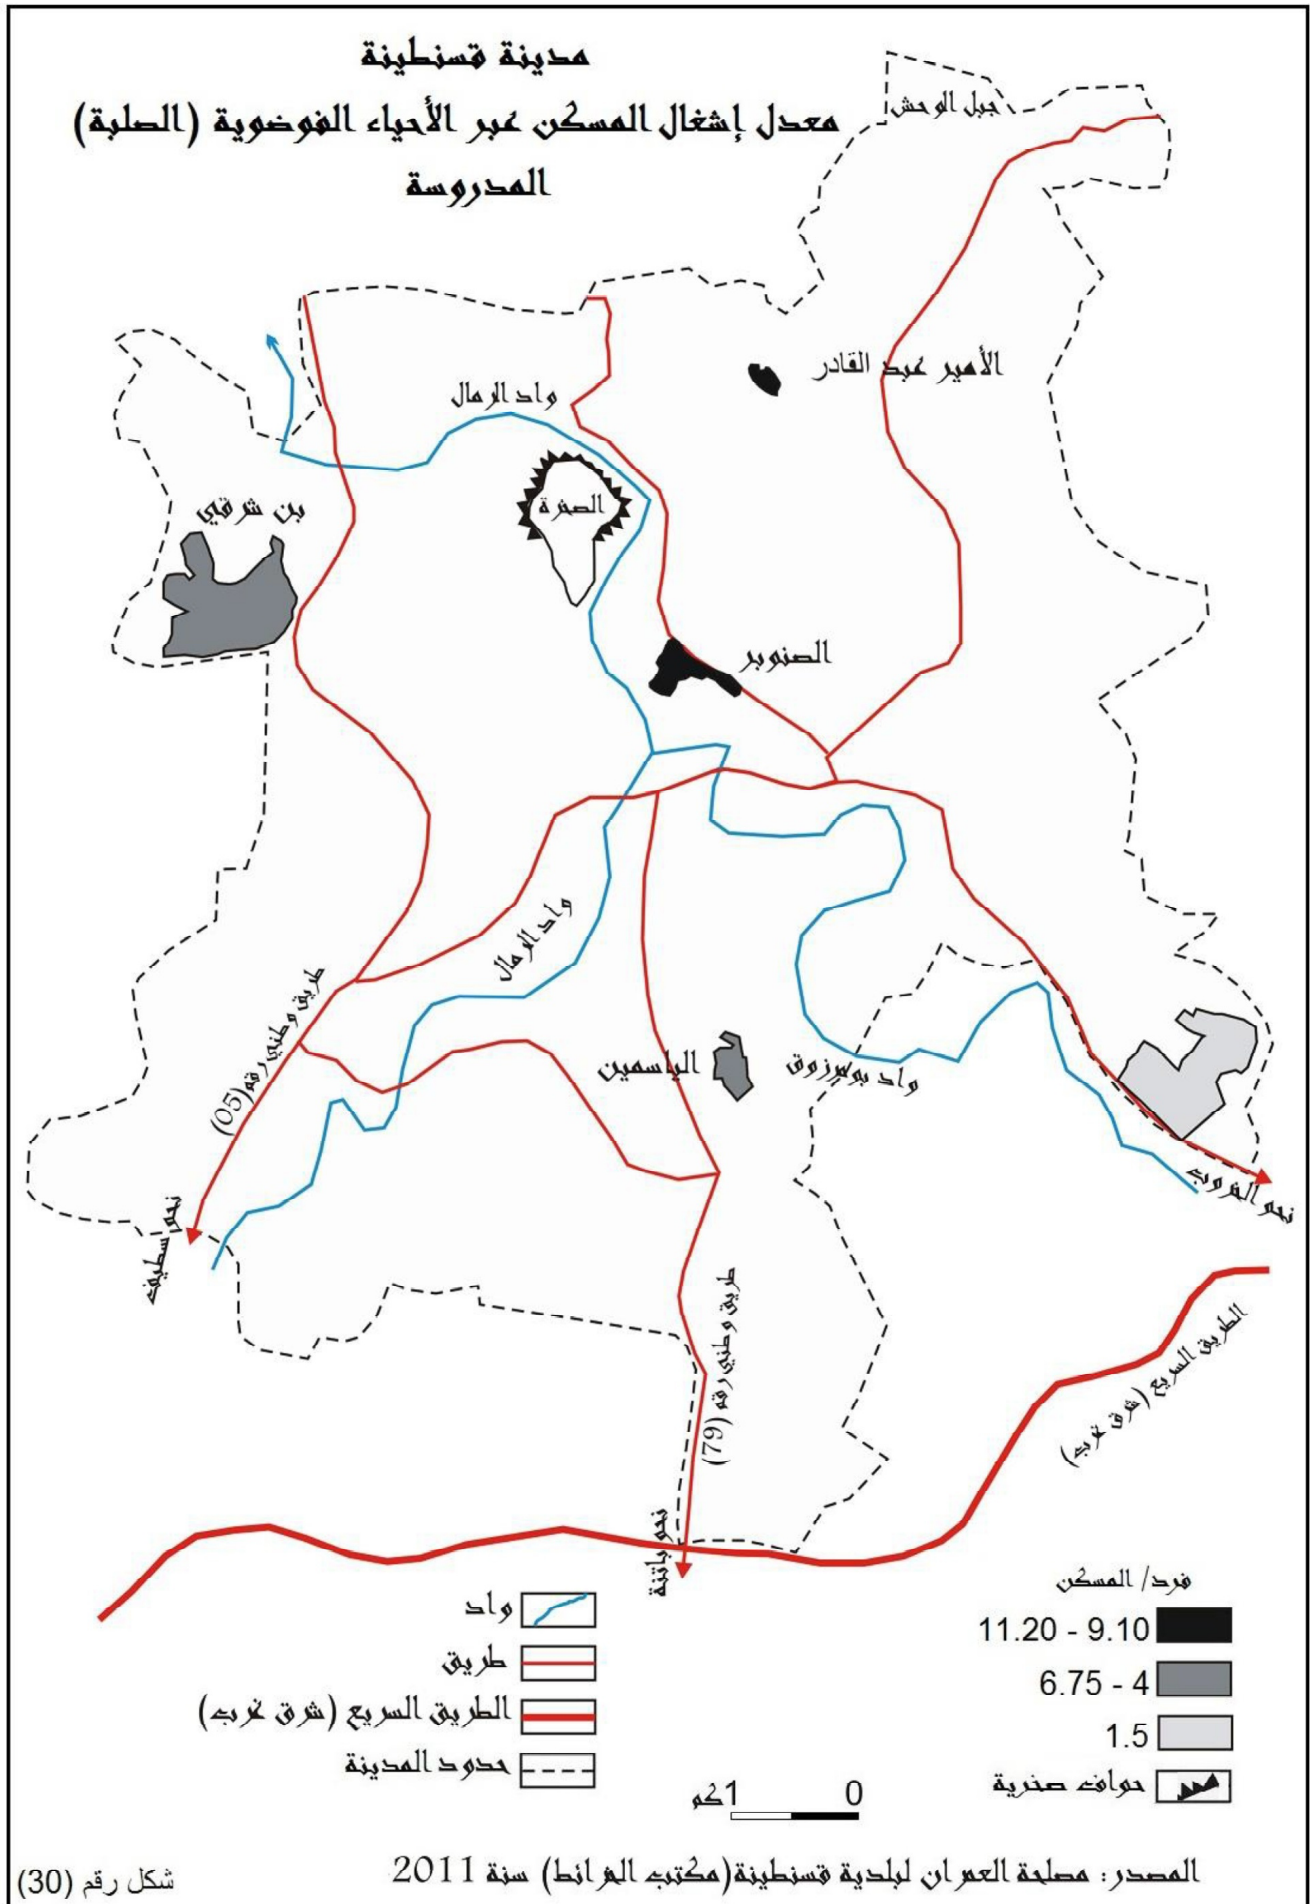 مدينة قسنطينة
معدل إشغال المسكن عبر الأحياء الفوضوية (الصلبة)
المدروسة
جبل الوحش
الأمير عبد القادر
واد الرمال
الصخرة
بن شرقي
الصنوبر
واد الرمال
طريق وطني رقم (05)
الياسمين
واد بومرزوق
نحو الخروب
نحو سطيف
طريق وطني رقم (79)
الطريق السريع (شرق غرب)
نحو باتنة
فرد/ المسكن
11.20 - 9.10
6.75 - 4
1.5
حواف صخرية
واد
طريق
الطريق السريع (شرق غرب)
حدود المدينة
0 1كم
المصدر: مصلحة العمران لبلدية قسنطينة(مكتب الخرائط) سنة 2011
شكل رقم (30)